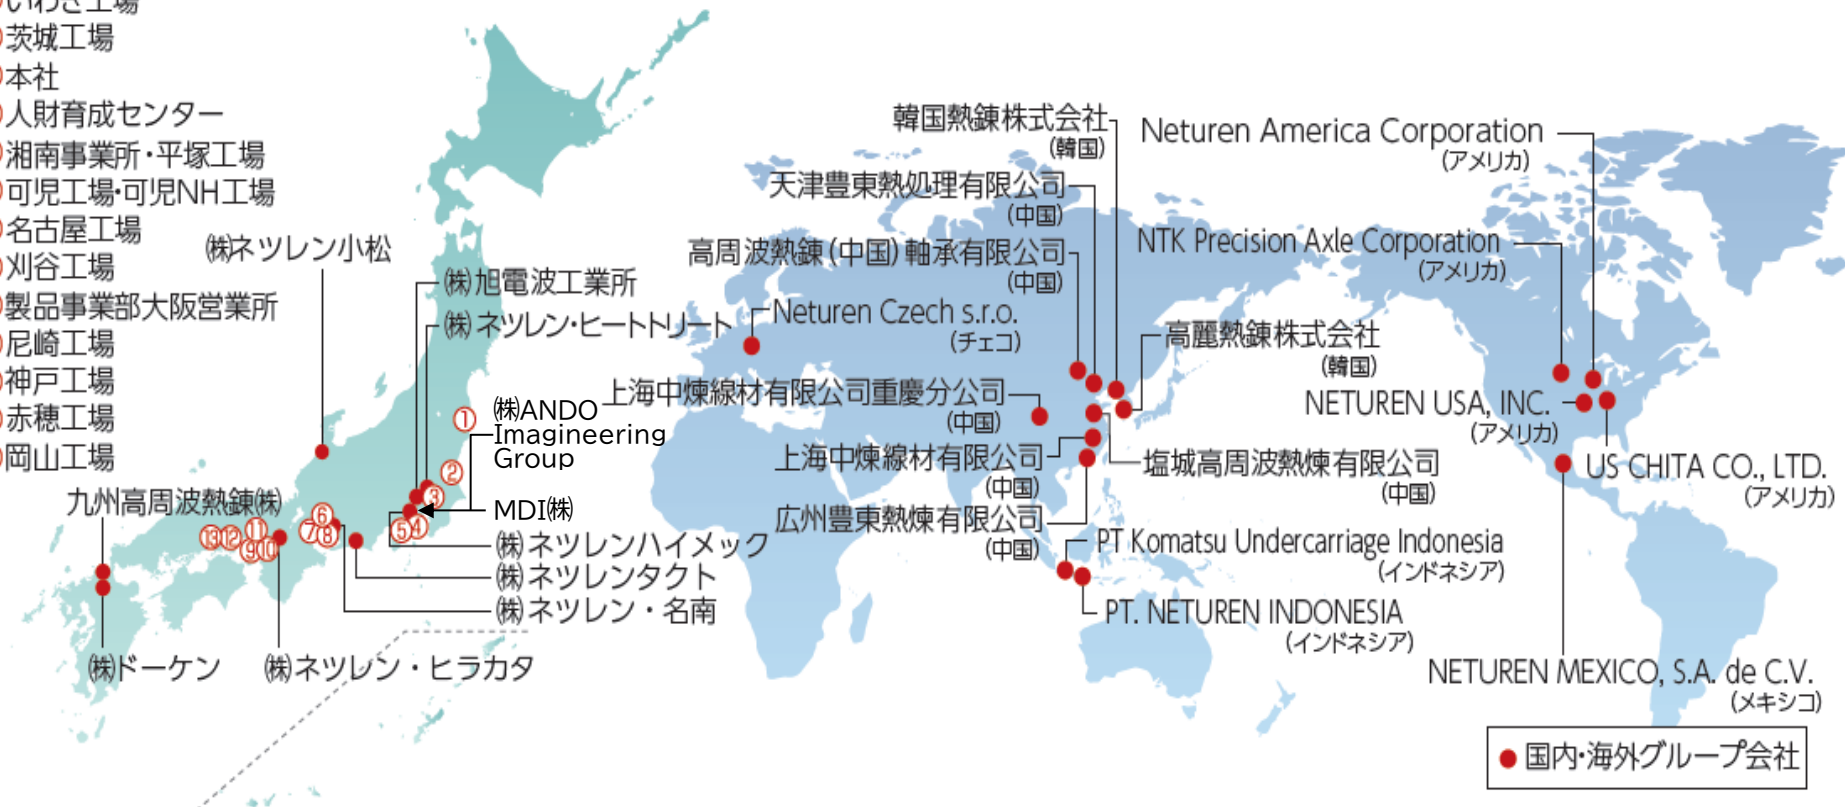 いわき工場
茨城工場
本社
人財育成センター
湘南事業所・平塚工場
可児工場・可児NH工場
名古屋工場
刈谷工場
製品事業部大阪営業所
尼崎工場
神戸工場
赤穂工場
岡山工場
㈱ネツレン小松
㈱旭電波工業所
㈱ネツレン・ヒートトリート
㈱ANDO
Imagineering
Group
MDI㈱
㈱ネツレンハイメック
㈱ネツレンタクト
㈱ネツレン・名南
九州高周波熱錬㈱
㈱ドーケン
㈱ネツレン・ヒラカタ
①
②
③
⑤④
⑥
⑦⑧
⑬⑫⑪
⑨⑩
韓国熱錬株式会社
(韓国)
天津豊東熱処理有限公司
(中国)
高周波熱錬(中国)軸承有限公司
(中国)
Neturen Czech s.r.o.
(チェコ)
上海中煉線材有限公司重慶分公司
(中国)
上海中煉線材有限公司
(中国)
広州豊東熱煉有限公司
(中国)
高麗熱錬株式会社
(韓国)
塩城高周波熱煉有限公司
(中国)
PT Komatsu Undercarriage Indonesia
(インドネシア)
PT. NETUREN INDONESIA
(インドネシア)
Neturen America Corporation
(アメリカ)
NTK Precision Axle Corporation
(アメリカ)
NETUREN USA, INC.
(アメリカ)
US CHITA CO., LTD.
(アメリカ)
NETUREN MEXICO, S.A. de C.V.
(メキシコ)
国内・海外グループ会社